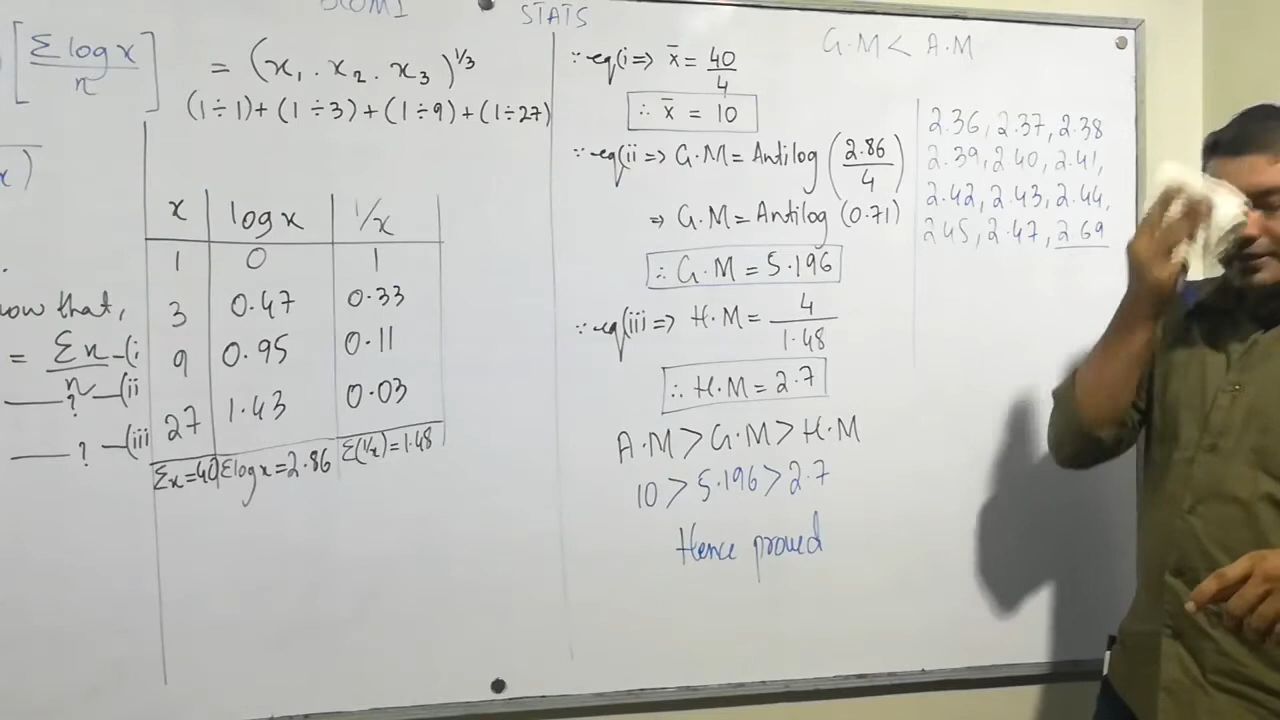 STATS
[Σlogx/n]
= (x₁ . x₂ . x₃)^1/3
(1÷1)+(1÷3)+(1÷9)+(1÷27)
x)
now that,
= Σx/n -(i
? -(ii
? -(iii
x | logx | 1/x
1 | 0 | 1
3 | 0.47 | 0.33
9 | 0.95 | 0.11
27 | 1.43 | 0.03
Σx=40 Σlogx=2.86 Σ(1/x)=1.48
∵ eq(i ⇒ x̄ = 40/4
∴ x̄ = 10
∵ eq(ii ⇒ G.M = Antilog (2.86/4)
⇒ G.M = Antilog (0.71)
∴ G.M = 5.196
∵ eq(iii ⇒ H.M = 4/1.48
∴ H.M = 2.7
A.M > G.M > H.M
10 > 5.196 > 2.7
Hence proved
G.M < A.M
2.36, 2.37, 2.38
2.39, 2.40, 2.41,
2.42, 2.43, 2.44,
2.45, 2.47, 2.69